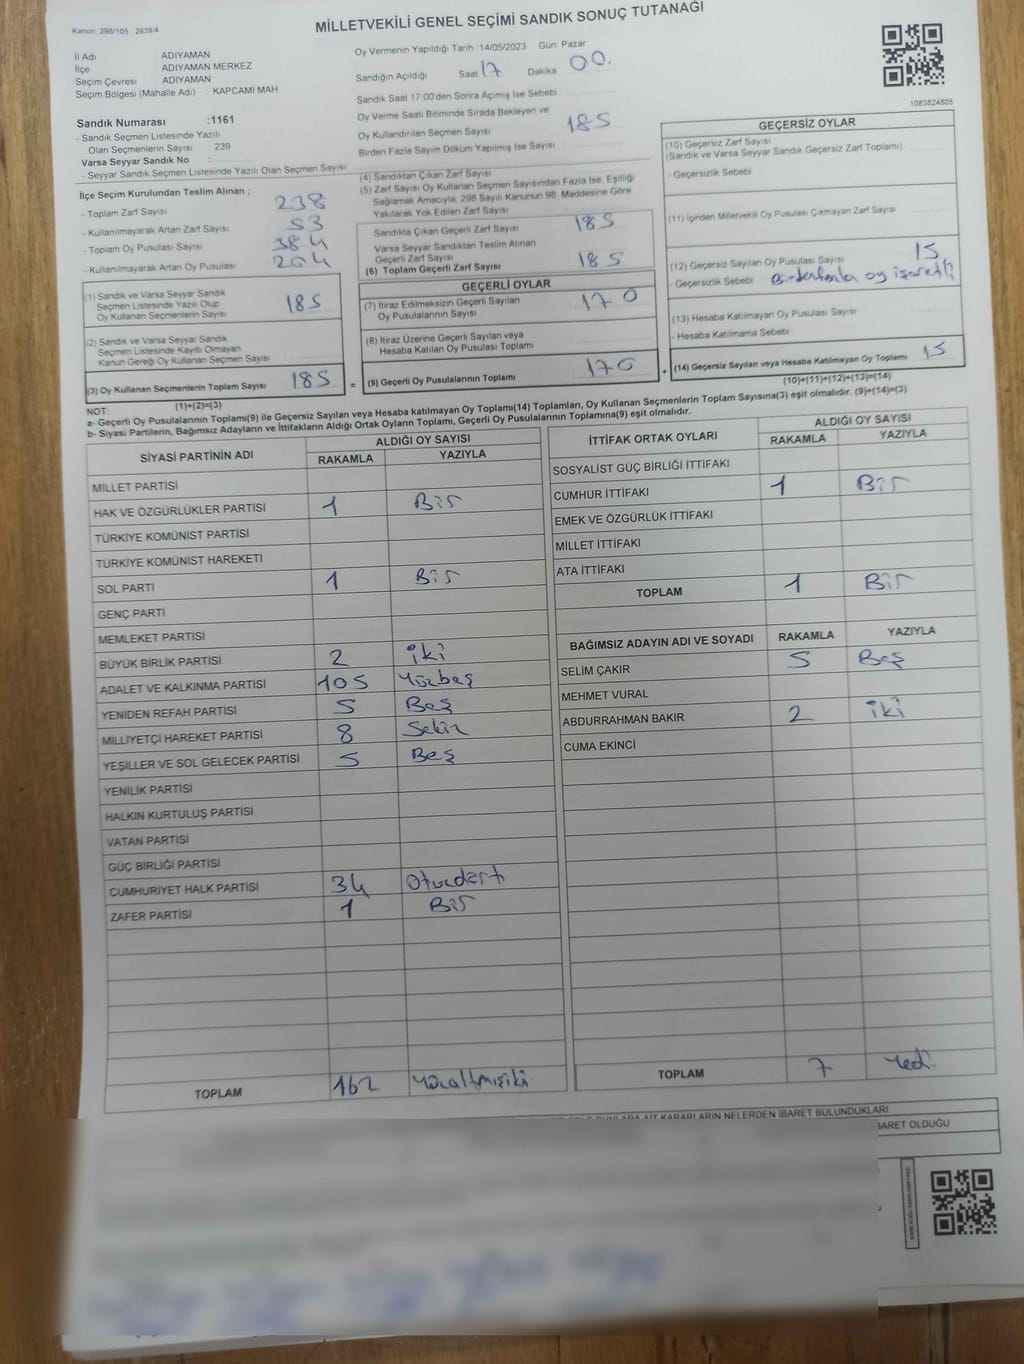 Kanun: 298/105 , 2839/4
MİLLETVEKİLİ GENEL SEÇİMİ SANDIK SONUÇ TUTANAĞI
İl Adı ADIYAMAN
İlçe ADIYAMAN MERKEZ
Seçim Çevresi ADIYAMAN
Seçim Bölgesi (Mahalle Adı) : KAPCAMİ MAH
Sandık Numarası :1161
- Sandık Seçmen Listesinde Yazılı
Olan Seçmenlerin Sayısı : 239
Varsa Seyyar Sandık No :
- Seyyar Sandık Seçmen Listesinde Yazılı Olan Seçmen Sayısı
Oy Vermenin Yapıldığı Tarih : 14/05/2023 Gün: Pazar
Sandığın Açıldığı Saat 17 Dakika 00.
Sandık Saat 17.00'den Sonra Açımış İse Sebebi :
Oy Verme Saati Bitiminde Sırada Bekleyen ve
Oy Kullandırılan Seçmen Sayısı 185
Birden Fazla Sayım Döküm Yapılmış İse Sayısı
1083824605
İlçe Seçim Kurulundan Teslim Alınan ;
- Toplam Zarf Sayısı 238
- Kullanılmayarak Artan Zarf Sayısı 53
- Toplam Oy Pusulası Sayısı 384
- Kullanılmayarak Artan Oy Pusulası 204
(1) Sandık ve Varsa Seyyar Sandık
Seçmen Listesinde Yazılı Olup
Oy Kullanan Seçmenlerin Sayısı 185
(2) Sandık ve Varsa Seyyar Sandık
Seçmen Listesinde Kayıtlı Olmayan
Kanun Gereği Oy Kullanan Seçmen Sayısı
(3) Oy Kullanan Seçmenlerin Toplam Sayısı 185
(1)+(2)=(3)
(4) Sandıktan Çıkan Zarf Sayısı
(5) Zarf Sayısı Oy Kullanan Seçmen Sayısından Fazla İse, Eşitliği
Sağlamak Amacıyla, 298 Sayılı Kanunun 98. Maddesine Göre
Yakılarak Yok Edilen Zarf Sayısı
Sandıkta Çıkan Geçerli Zarf Sayısı 185
Varsa Seyyar Sandıktan Teslim Alınan
Geçerli Zarf Sayısı
(6) Toplam Geçerli Zarf Sayısı 185
GEÇERLİ OYLAR
(7) İtiraz Edilmeksizin Geçerli Sayılan
Oy Pusulalarının Sayısı 170
(8) İtiraz Üzerine Geçerli Sayılan veya
Hesaba Katılan Oy Pusulası Toplamı
= (9) Geçerli Oy Pusulalarının Toplamı 170
GEÇERSİZ OYLAR
(10) Geçersiz Zarf Sayısı
(Sandık ve Varsa Seyyar Sandık Geçersiz Zarf Toplamı)
- Geçersizlik Sebebi
(11) İçinden Milletvekili Oy Pusulası Çıkmayan Zarf Sayısı
(12) Geçersiz Sayılan Oy Pusulası Sayısı 15
- Geçersizlik Sebebi Birden fazla oy işaretli
(13) Hesaba Katılmayan Oy Pusulası Sayısı
- Hesaba Katılmama Sebebi
+ (14) Geçersiz Sayılan veya Hesaba Katılmayan Oy Toplamı 15
(10)+(11)+(12)+(13)=(14)
NOT:
a- Geçerli Oy Pusulaları Toplamı(9) ile Geçersiz Sayılan veya Hesaba katılmayan Oy Toplamı(14) Toplamları, Oy Kullanan Seçmenlerin Toplam Sayısına(3) eşit olmalıdır. (9)+(14)=(3)
b- Siyasi Partilerin, Bağımsız Adayların ve İttifakların Aldığı Ortak Oyların Toplamı, Geçerli Oy Pusulalarının Toplamına(9) eşit olmalıdır.
SİYASİ PARTİNİN ADI ALDIĞI OY SAYISI
RAKAMLA YAZIYLA
MİLLET PARTİSİ
HAK VE ÖZGÜRLÜKLER PARTİSİ 1 Bir
TÜRKİYE KOMÜNİST PARTİSİ
TÜRKİYE KOMÜNİST HAREKETİ
SOL PARTİ 1 Bir
GENÇ PARTİ
MEMLEKET PARTİSİ
BÜYÜK BİRLİK PARTİSİ 2 iki
ADALET VE KALKINMA PARTİSİ 105 Yüzbeş
YENİDEN REFAH PARTİSİ 5 Beş
MİLLİYETÇİ HAREKET PARTİSİ 8 Sekiz
YEŞİLLER VE SOL GELECEK PARTİSİ 5 Beş
YENİLİK PARTİSİ
HALKIN KURTULUŞ PARTİSİ
VATAN PARTİSİ
GÜÇ BİRLİĞİ PARTİSİ
CUMHURİYET HALK PARTİSİ 34 Otuzdört
ZAFER PARTİSİ 1 Bir
TOPLAM 162 Yüzaltmışiki
İTTİFAK ORTAK OYLARI ALDIĞI OY SAYISI
RAKAMLA YAZIYLA
SOSYALİST GÜÇ BİRLİĞİ İTTİFAKI
CUMHUR İTTİFAKI 1 Bir
EMEK VE ÖZGÜRLÜK İTTİFAKI
MİLLET İTTİFAKI
ATA İTTİFAKI
TOPLAM 1 Bir
BAĞIMSIZ ADAYIN ADI VE SOYADI RAKAMLA YAZIYLA
SELİM ÇAKIR 5 Beş
MEHMET VURAL
ABDURRAHMAN BAKIR 2 iki
CUMA EKİNCİ
TOPLAM 7 Yedi
KARARLARIN NELERDEN İBARET BULUNDUKLARI
İBARET OLDUĞU